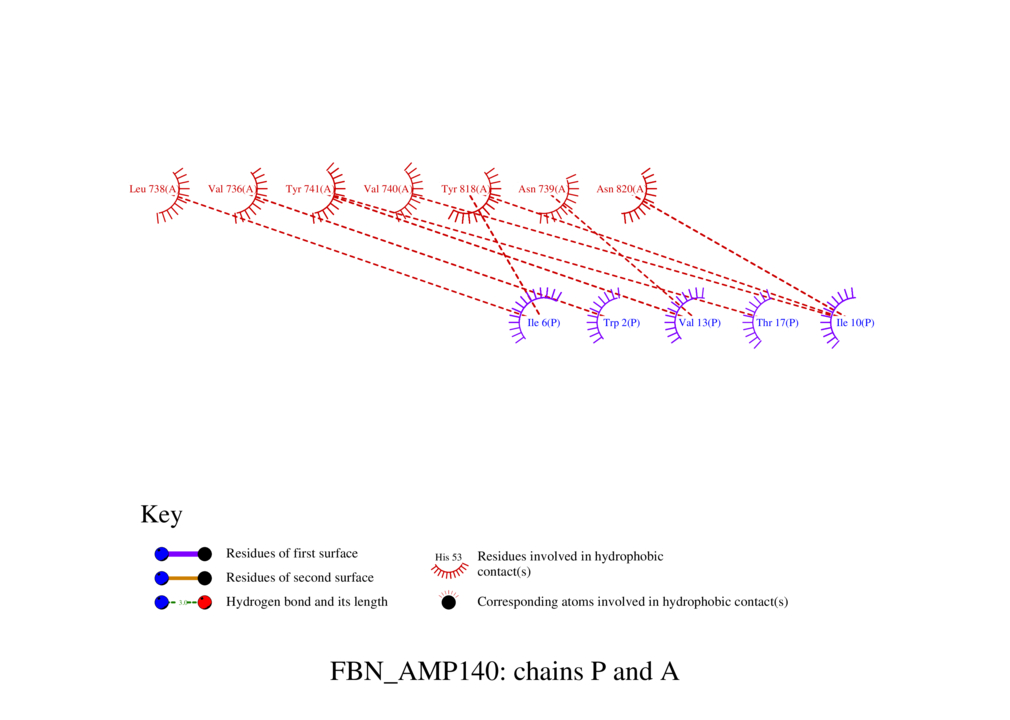 Leu 738(A) Val 736(A) Tyr 741(A) Val 740(A) Tyr 818(A) Asn 739(A) Asn 820(A)
Ile 6(P) Trp 2(P) Val 13(P) Thr 17(P) Ile 10(P)
Key
Residues of first surface
Residues of second surface
3.0
Hydrogen bond and its length
His 53
Residues involved in hydrophobic
contact(s)
Corresponding atoms involved in hydrophobic contact(s)
FBN_AMP140: chains P and A